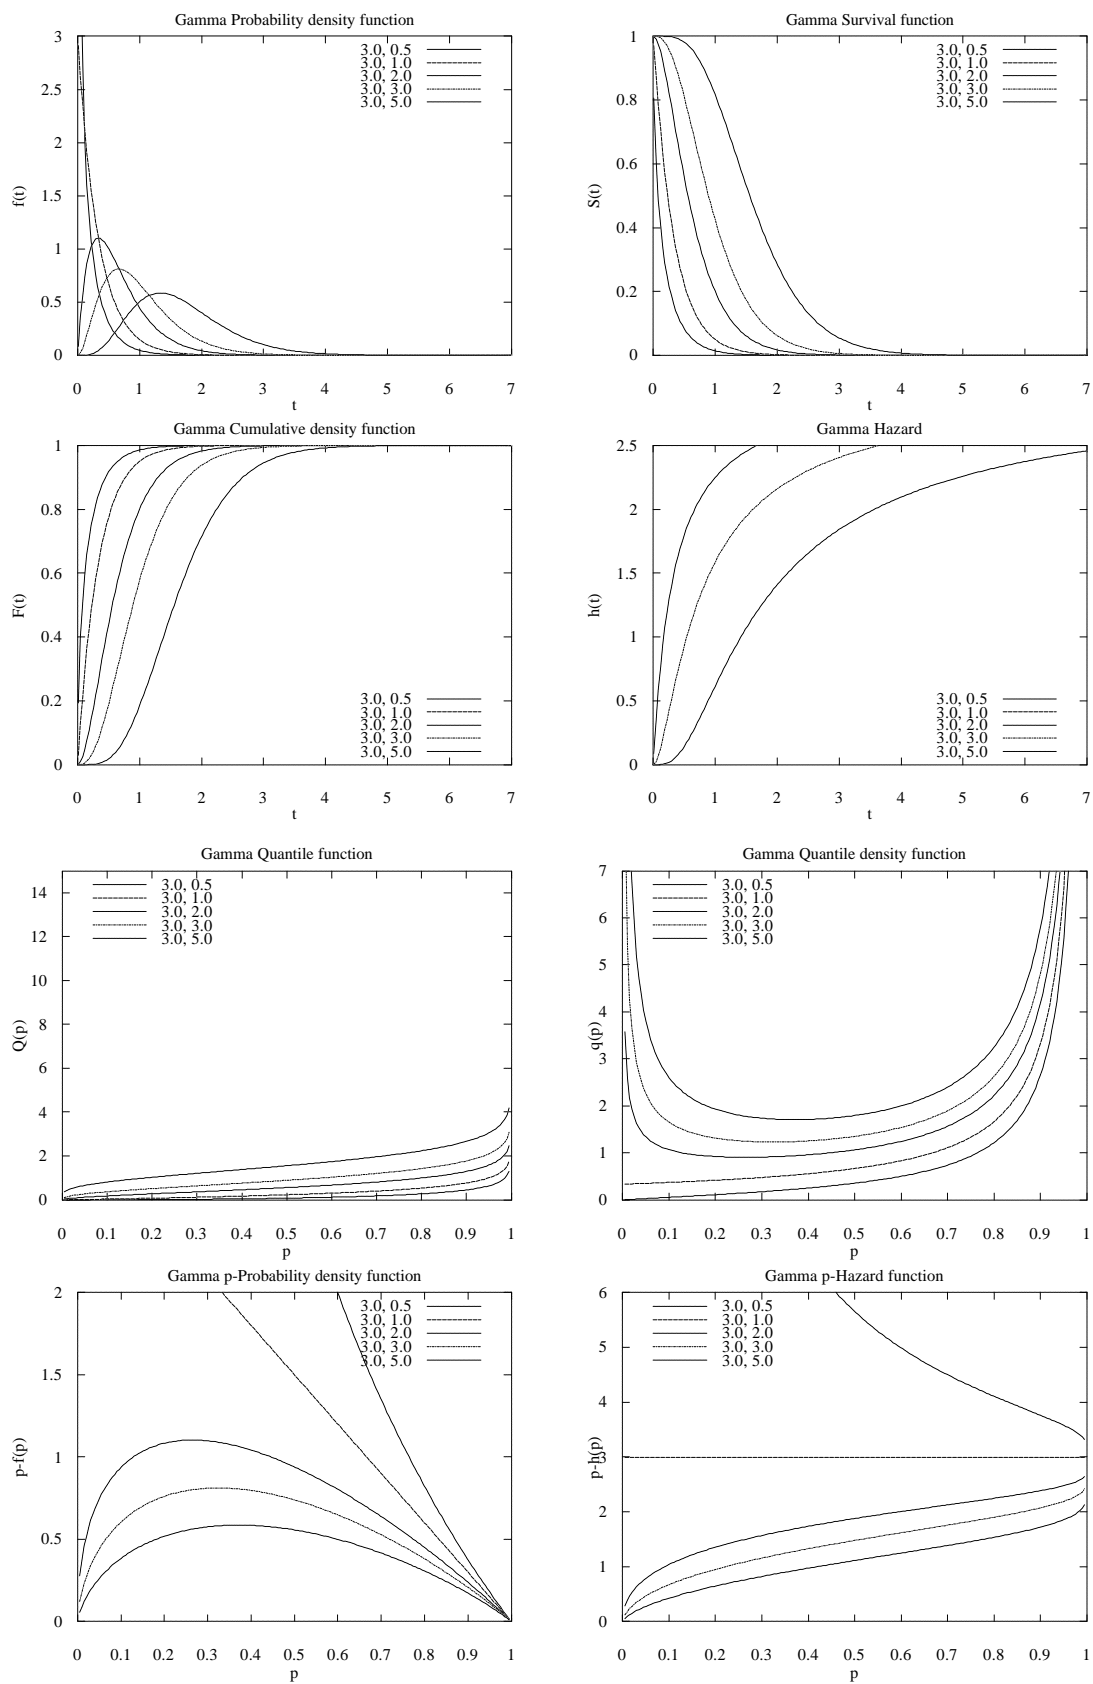 Gamma Probability density function
3
2.5
2
1.5
1
0.5
0
f(t)
3.0, 0.5
3.0, 1.0
3.0, 2.0
3.0, 3.0
3.0, 5.0
0 1 2 3 4 5 6 7
t
Gamma Survival function
1
0.8
0.6
0.4
0.2
0
S(t)
3.0, 0.5
3.0, 1.0
3.0, 2.0
3.0, 3.0
3.0, 5.0
0 1 2 3 4 5 6 7
t
Gamma Cumulative density function
1
0.8
0.6
0.4
0.2
0
F(t)
3.0, 0.5
3.0, 1.0
3.0, 2.0
3.0, 3.0
3.0, 5.0
0 1 2 3 4 5 6 7
t
Gamma Hazard
2.5
2
1.5
1
0.5
0
h(t)
3.0, 0.5
3.0, 1.0
3.0, 2.0
3.0, 3.0
3.0, 5.0
0 1 2 3 4 5 6 7
t
Gamma Quantile function
14
12
10
8
6
4
2
0
Q(p)
3.0, 0.5
3.0, 1.0
3.0, 2.0
3.0, 3.0
3.0, 5.0
0 0.1 0.2 0.3 0.4 0.5 0.6 0.7 0.8 0.9 1
p
Gamma Quantile density function
7
6
5
4
3
2
1
0
q(p)
3.0, 0.5
3.0, 1.0
3.0, 2.0
3.0, 3.0
3.0, 5.0
0 0.1 0.2 0.3 0.4 0.5 0.6 0.7 0.8 0.9 1
p
Gamma p-Probability density function
2
1.5
1
0.5
0
p-f(p)
3.0, 0.5
3.0, 1.0
3.0, 2.0
3.0, 3.0
3.0, 5.0
0 0.1 0.2 0.3 0.4 0.5 0.6 0.7 0.8 0.9 1
p
Gamma p-Hazard function
6
5
4
3
2
1
0
p-h(p)
3.0, 0.5
3.0, 1.0
3.0, 2.0
3.0, 3.0
3.0, 5.0
0 0.1 0.2 0.3 0.4 0.5 0.6 0.7 0.8 0.9 1
p